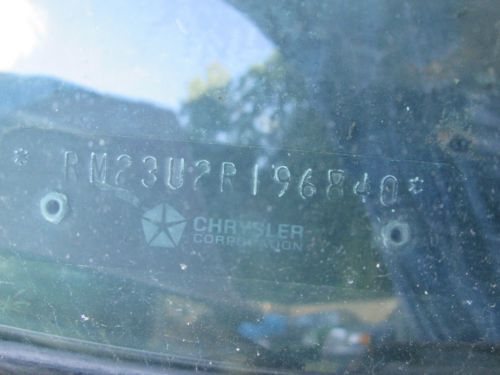 * RM23U2R196840 *
CHRYSLER
CORPORATION